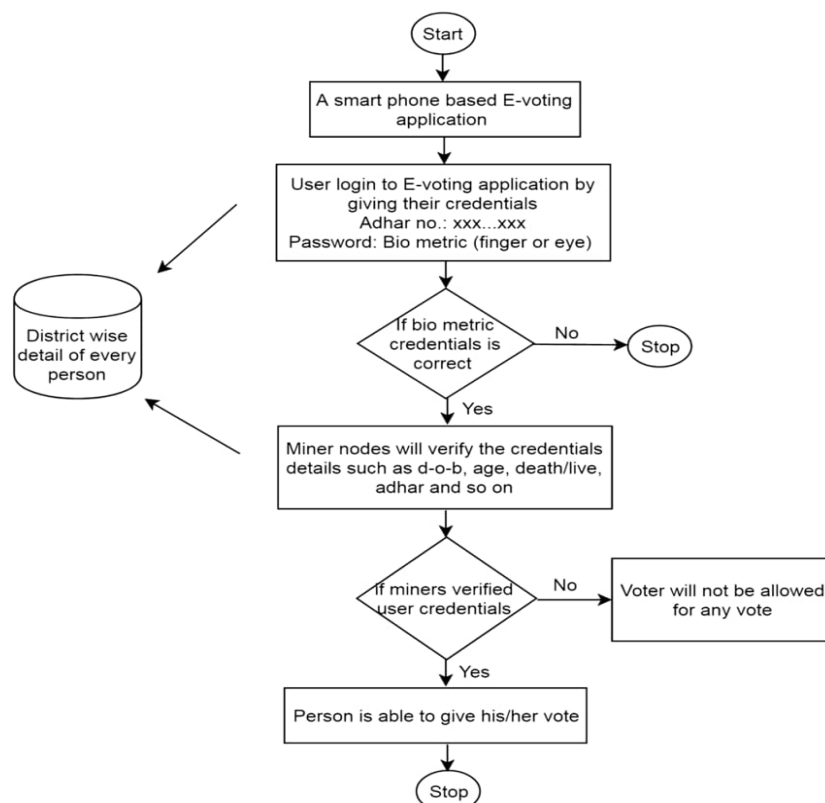 Start
A smart phone based E-voting
application
User login to E-voting application by
giving their credentials
Adhar no.: xxx...xxx
Password: Bio metric (finger or eye)
District wise
detail of every
person
If bio metric
credentials is
correct
No
Stop
Yes
Miner nodes will verify the credentials
details such as d-o-b, age, death/live,
adhar and so on
If miners verified
user credentials
No
Voter will not be allowed
for any vote
Yes
Person is able to give his/her vote
Stop